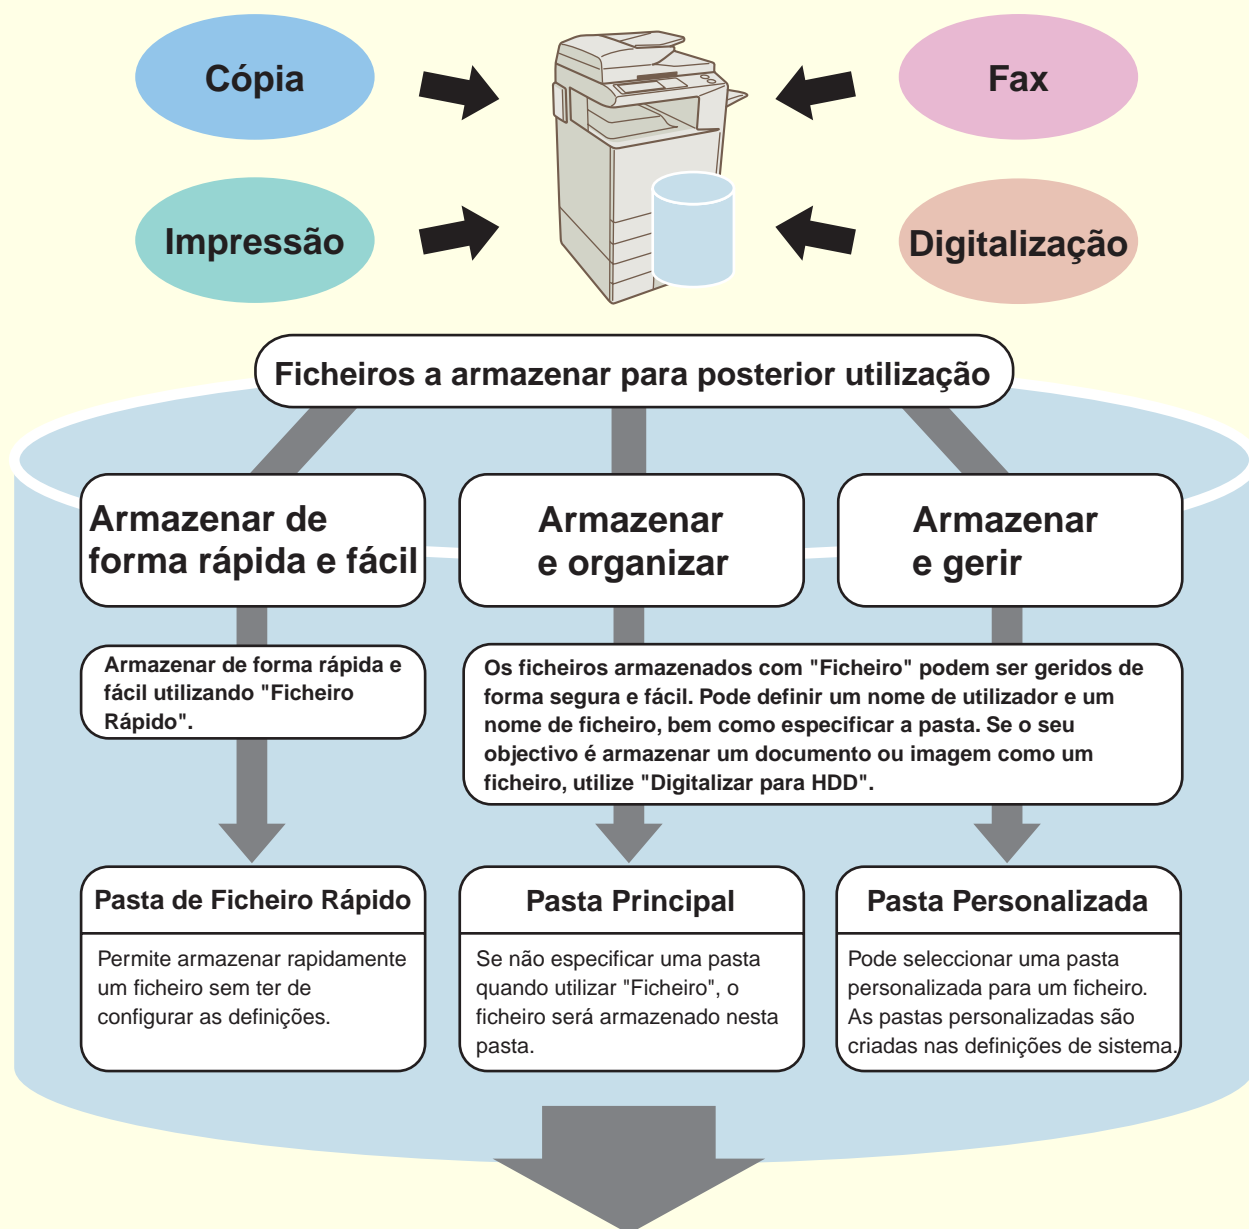 Cópia
Fax
Impressão
Digitalização
Ficheiros a armazenar para posterior utilização
Armazenar de
forma rápida e fácil
Armazenar
e organizar
Armazenar
e gerir
Armazenar de forma rápida e
fácil utilizando "Ficheiro
Rápido".
Os ficheiros armazenados com "Ficheiro" podem ser geridos de
forma segura e fácil. Pode definir um nome de utilizador e um
nome de ficheiro, bem como especificar a pasta. Se o seu
objectivo é armazenar um documento ou imagem como um
ficheiro, utilize "Digitalizar para HDD".
Pasta de Ficheiro Rápido
Permite armazenar rapidamente
um ficheiro sem ter de
configurar as definições.
Pasta Principal
Se não especificar uma pasta
quando utilizar "Ficheiro", o
ficheiro será armazenado nesta
pasta.
Pasta Personalizada
Pode seleccionar uma pasta
personalizada para um ficheiro.
As pastas personalizadas são
criadas nas definições de sistema.